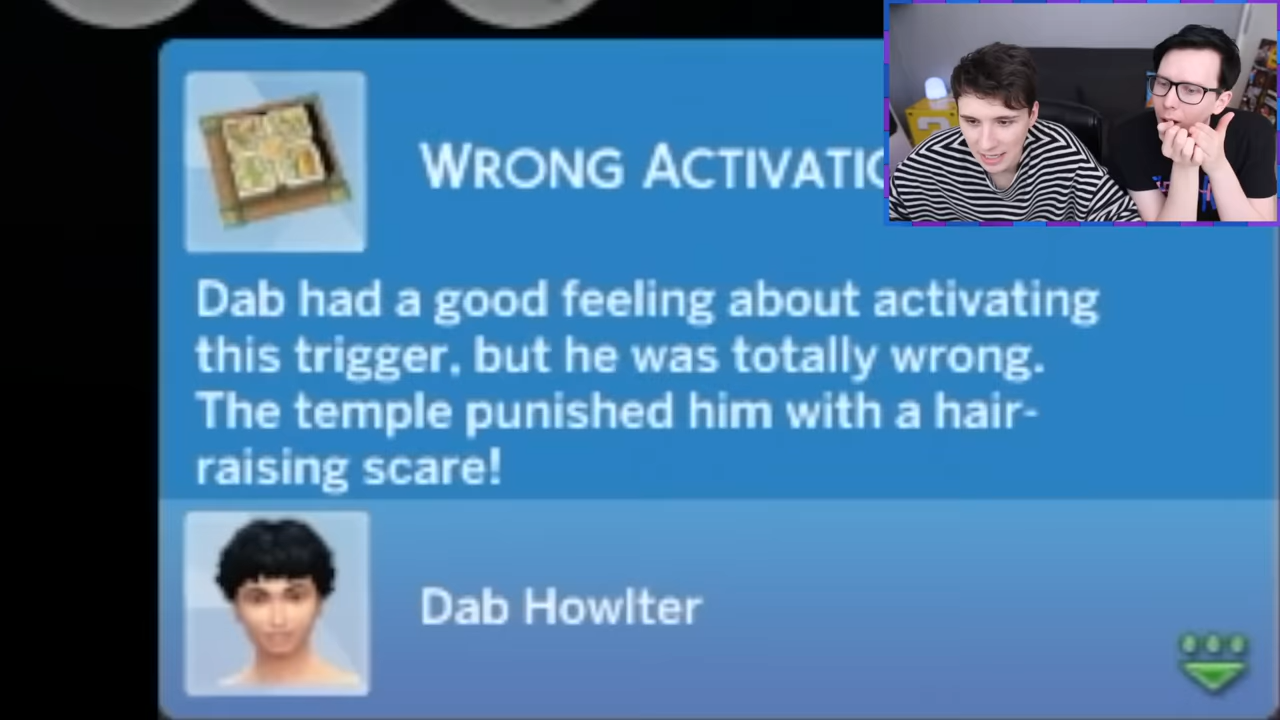 WRONG ACTIVATIO
Dab had a good feeling about activating
this trigger, but he was totally wrong.
The temple punished him with a hair-
raising scare!
Dab Howlter